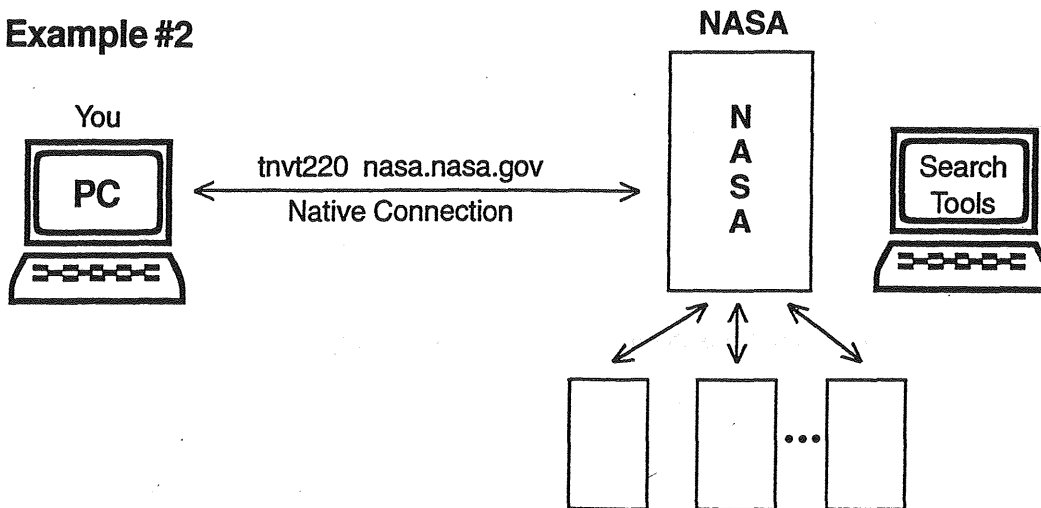 Example #2
NASA
You
PC
tnvt220 nasa.nasa.gov
Native Connection
N
A
S
A
Search
Tools